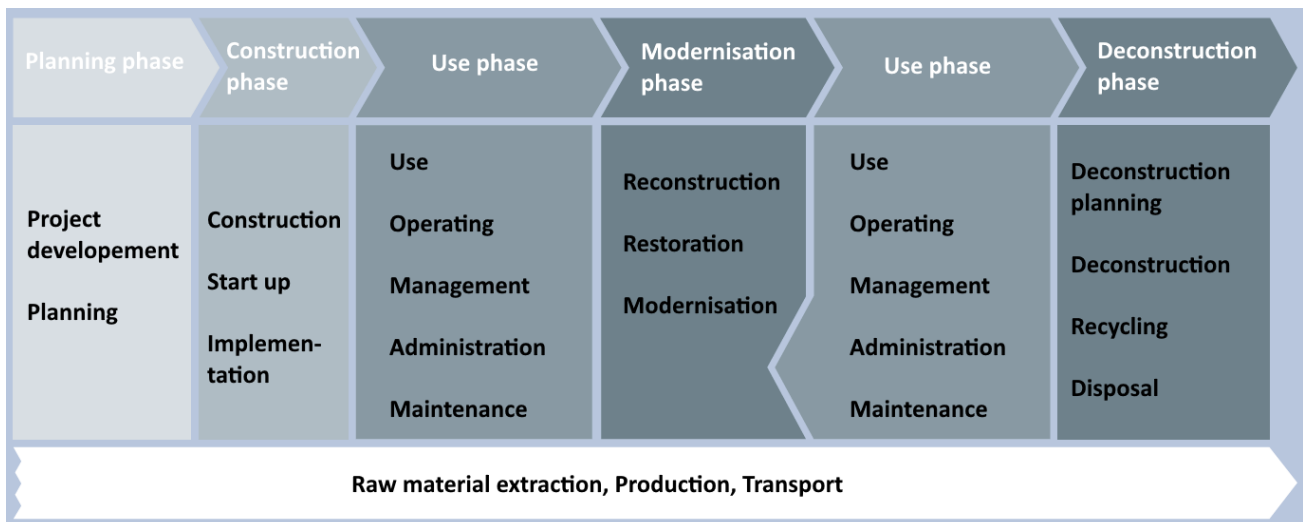 Planning phase
Construction
phase
Use phase
Modernisation
phase
Use phase
Deconstruction
phase
Project
developement
Planning
Construction
Start up
Implemen-
tation
Use
Operating
Management
Administration
Maintenance
Reconstruction
Restoration
Modernisation
Use
Operating
Management
Administration
Maintenance
Deconstruction
planning
Deconstruction
Recycling
Disposal
Raw material extraction, Production, Transport